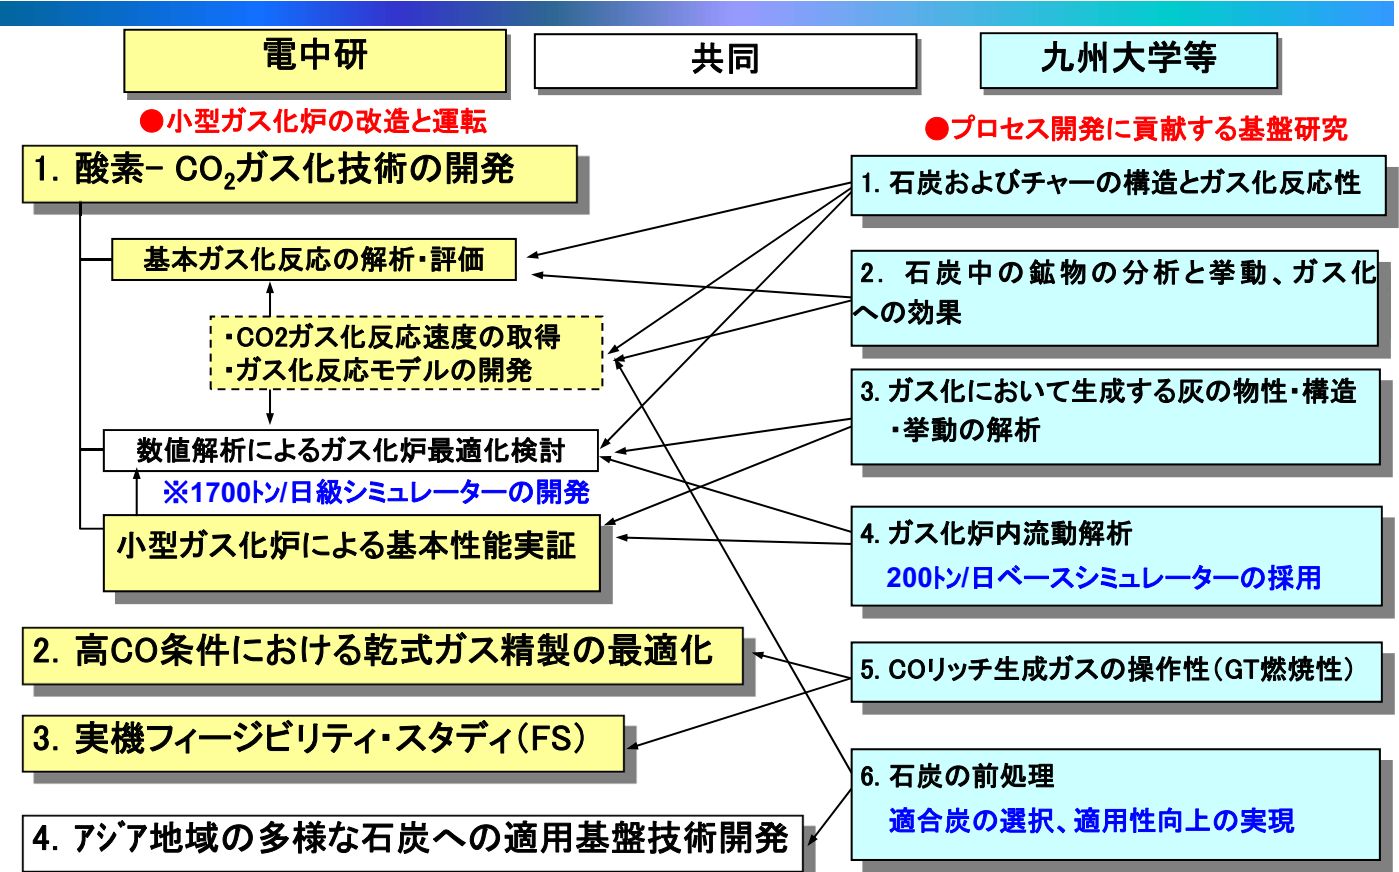 電中研
共同
九州大学等
●小型ガス化炉の改造と運転
●プロセス開発に貢献する基盤研究
1. 酸素－CO₂ガス化技術の開発
基本ガス化反応の解析・評価
・CO2ガス化反応速度の取得
・ガス化反応モデルの開発
数値解析によるガス化炉最適化検討
※1700ﾄﾝ/日級シミュレーターの開発
小型ガス化炉による基本性能実証
2. 高CO条件における乾式ガス精製の最適化
3. 実機フィージビリティ・スタディ（FS）
4. ｱｼﾞｱ地域の多様な石炭への適用基盤技術開発
1. 石炭およびチャーの構造とガス化反応性
2. 石炭中の鉱物の分析と挙動、ガス化
への効果
3. ガス化において生成する灰の物性・構造
・挙動の解析
4. ガス化炉内流動解析
200ﾄﾝ/日ベースシミュレーターの採用
5. COリッチ生成ガスの操作性（GT燃焼性）
6. 石炭の前処理
適合炭の選択、適用性向上の実現